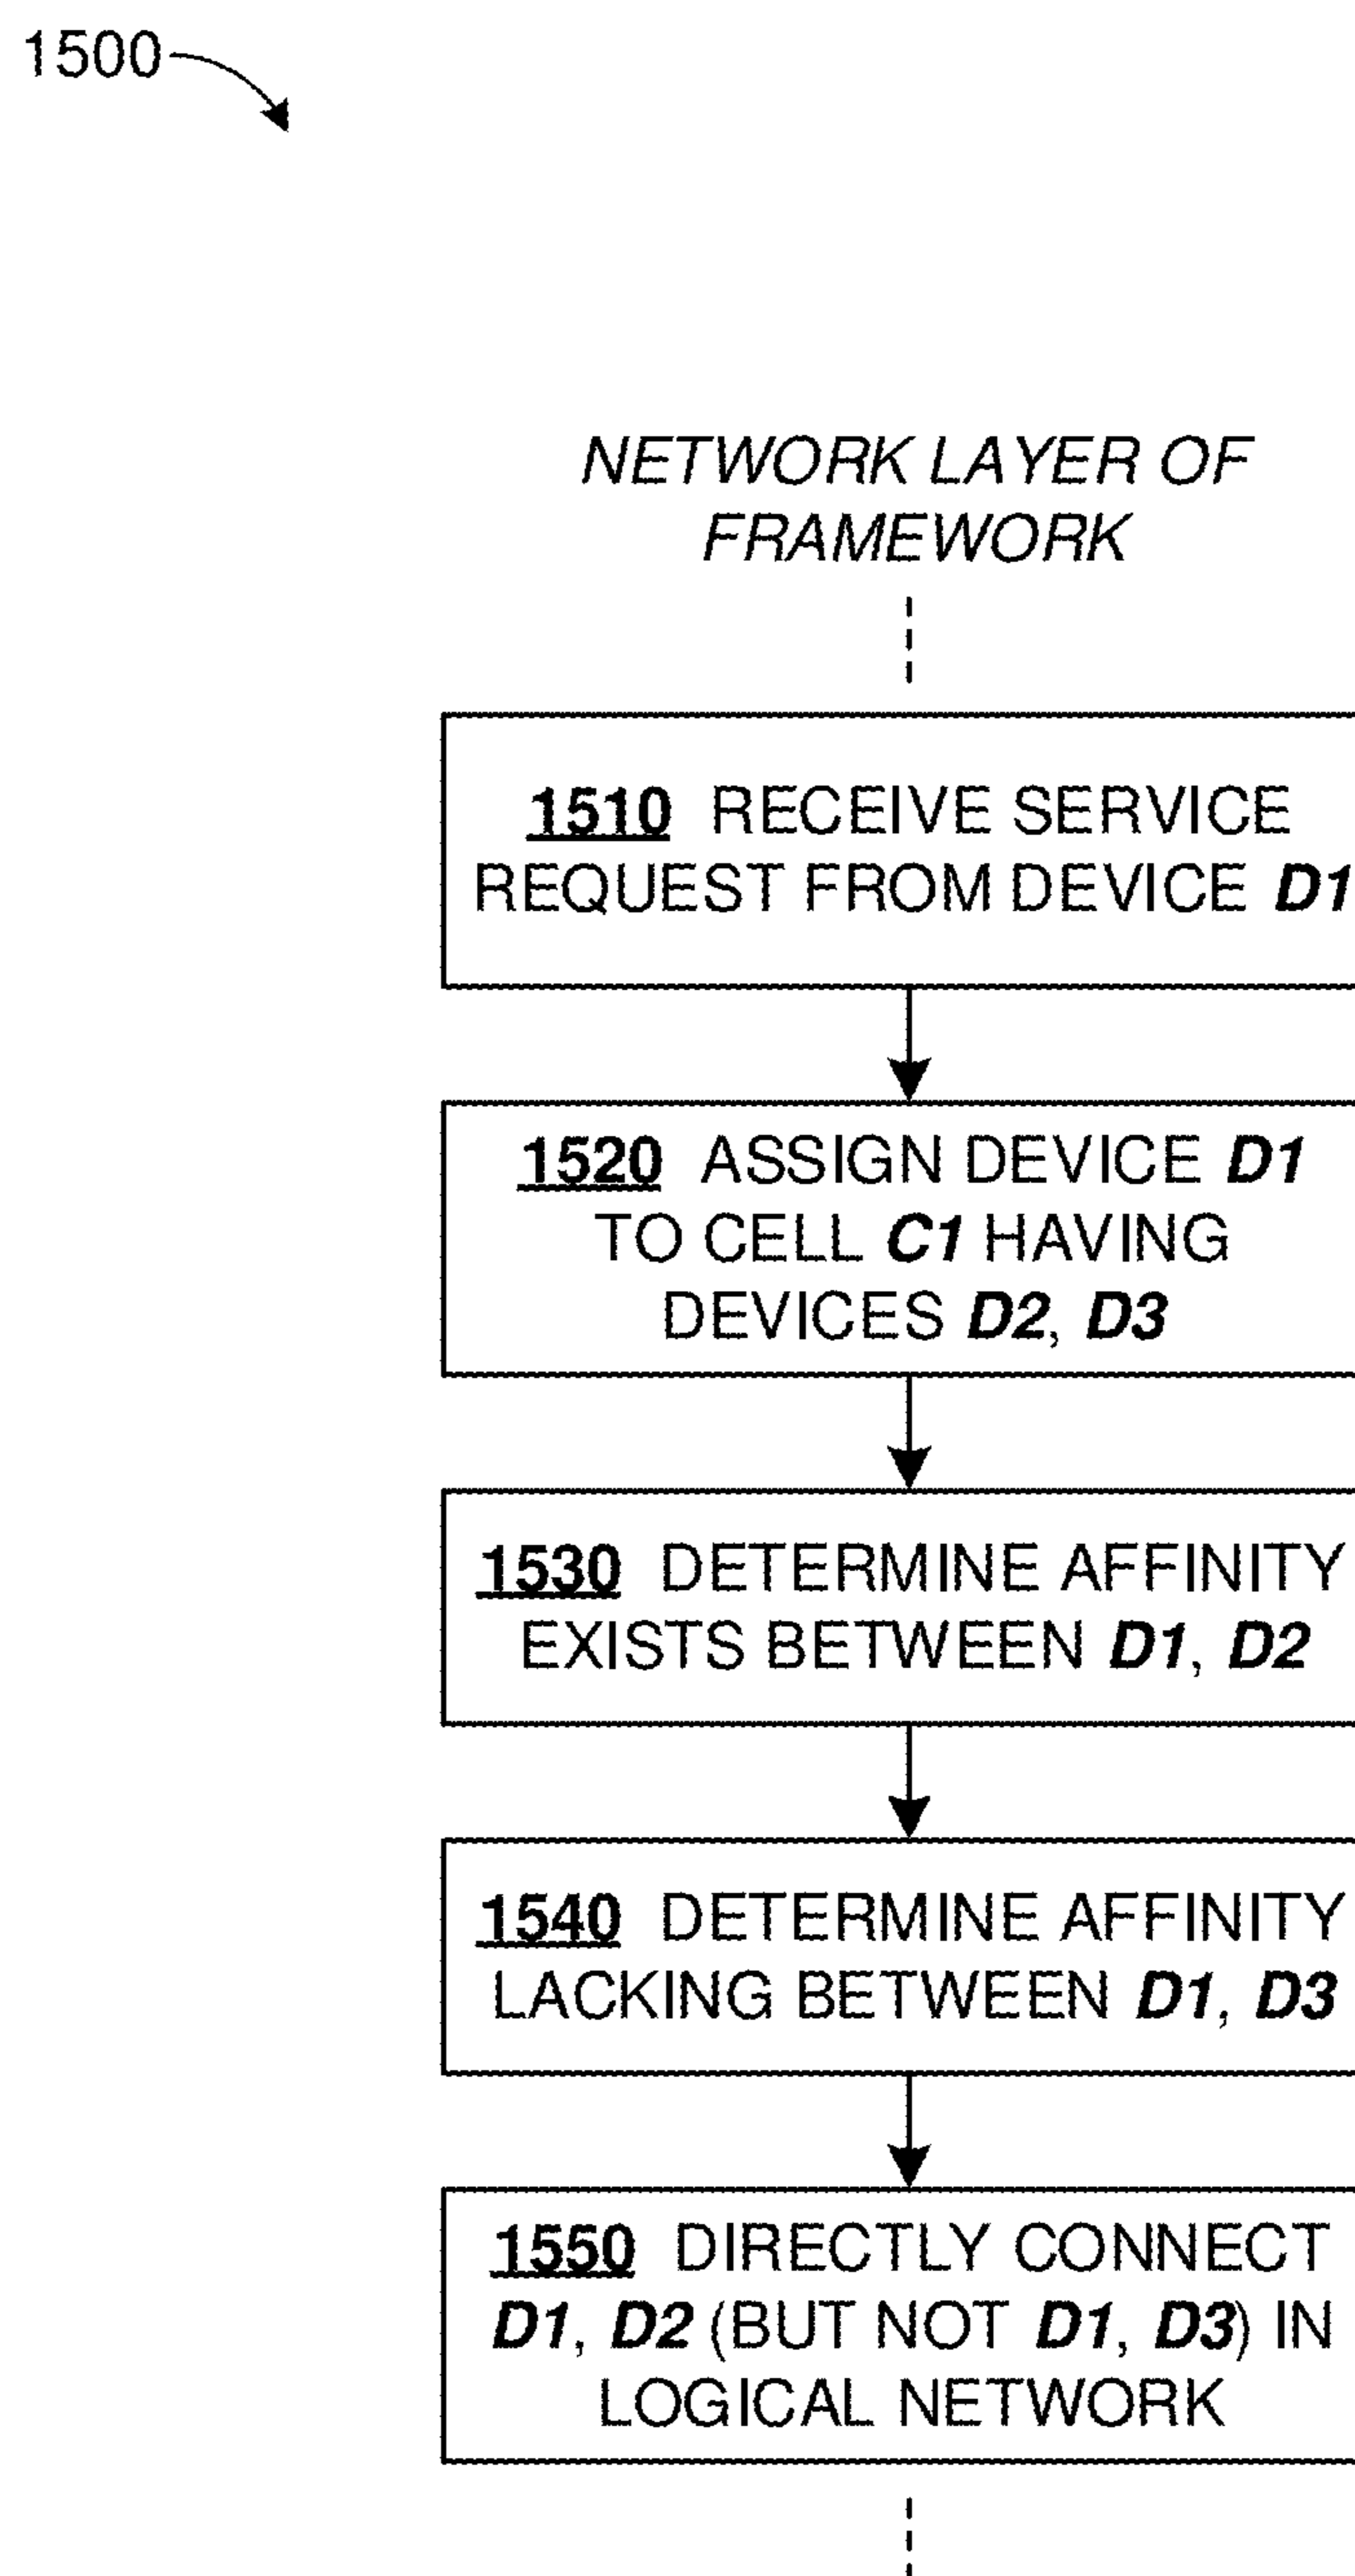 1500
NETWORK LAYER OF
FRAMEWORK
1510 RECEIVE SERVICE
REQUEST FROM DEVICE D1
1520 ASSIGN DEVICE D1
TO CELL C1 HAVING
DEVICES D2, D3
1530 DETERMINE AFFINITY
EXISTS BETWEEN D1, D2
1540 DETERMINE AFFINITY
LACKING BETWEEN D1, D3
1550 DIRECTLY CONNECT
D1, D2 (BUT NOT D1, D3) IN
LOGICAL NETWORK